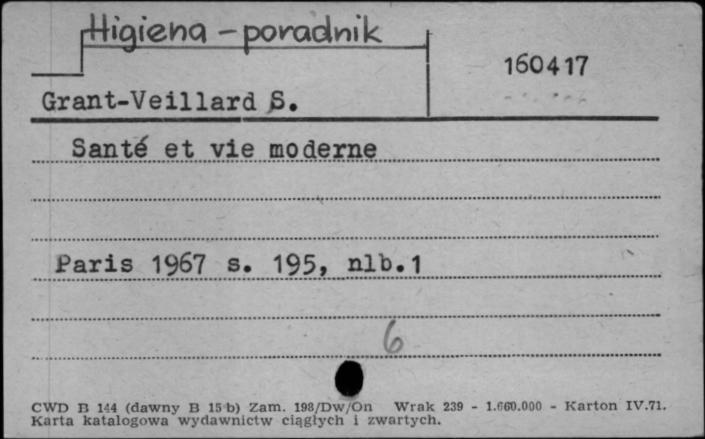 Higiena - poradnik
160417
Grant-Veillard S.
Santé et vie moderne
Paris 1967 s. 195, nlb.1
6
CWD B 144 (dawny B 15 b) Zam. 198/Dw/On Wrak 239 - 1.660.000 - Karton IV.71.
Karta katalogowa wydawnictw ciągłych i zwartych.